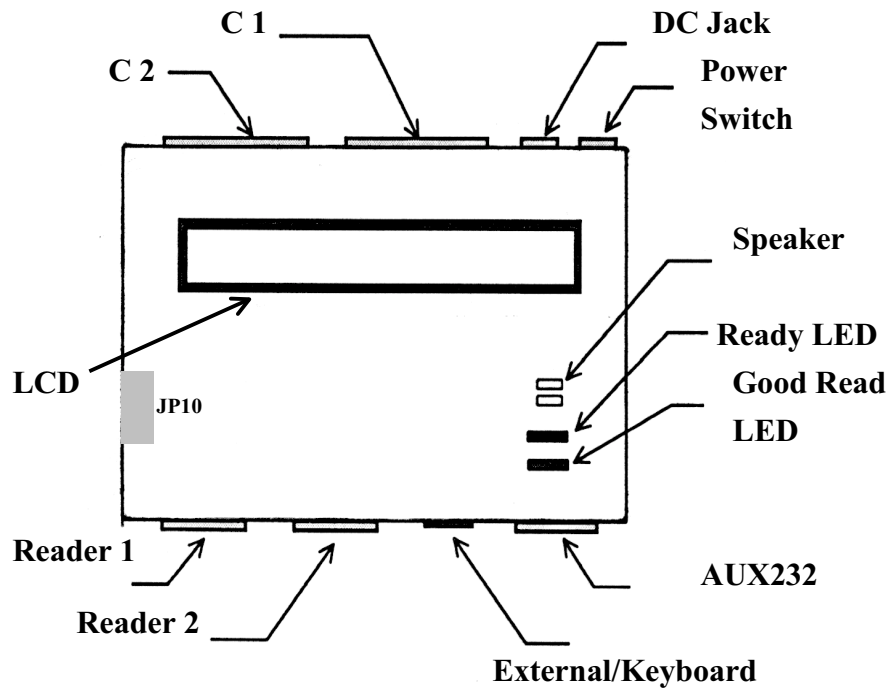 C 1
DC Jack
C 2
Power
Switch
Speaker
Ready LED
LCD
Good Read
LED
JP10
Reader 1
AUX232
Reader 2
External/Keyboard